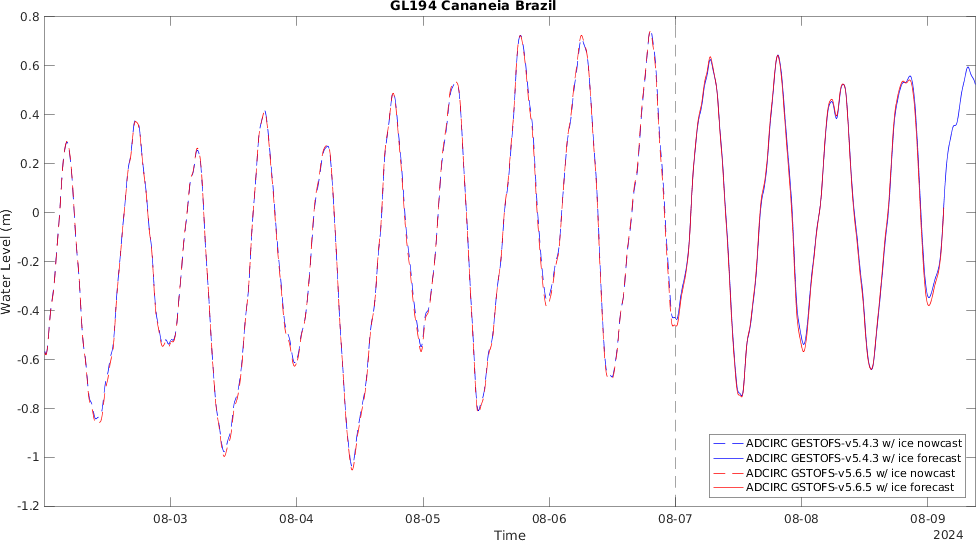 GL194 Cananeia Brazil
0.8
0.6
0.4
0.2
0
-0.2
-0.4
-0.6
-0.8
-1
-1.2
Water Level (m)
ADCIRC GESTOFS-v5.4.3 w/ ice nowcast
ADCIRC GESTOFS-v5.4.3 w/ ice forecast
ADCIRC GSTOFS-v5.6.5 w/ ice nowcast
ADCIRC GSTOFS-v5.6.5 w/ ice forecast
08-03 08-04 08-05 08-06 08-07 08-08 08-09
Time
2024